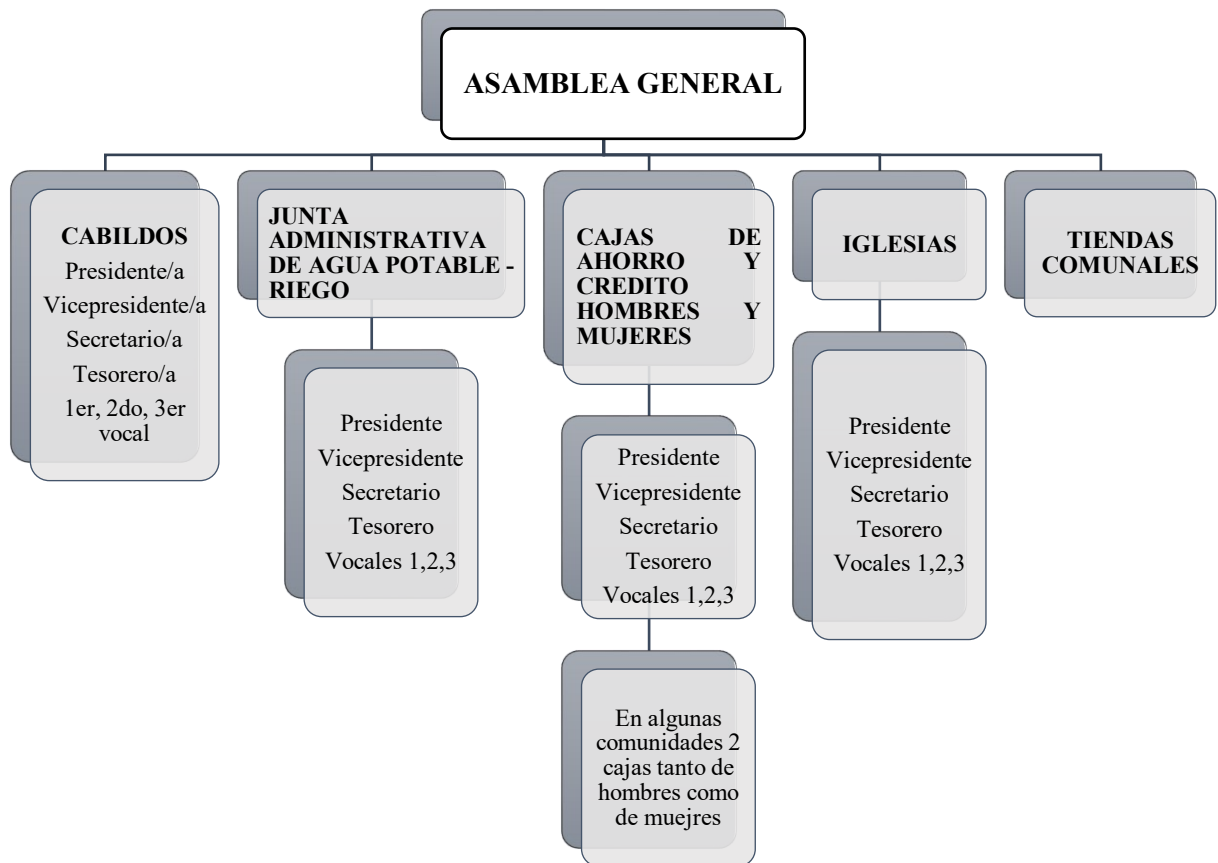 ASAMBLEA GENERAL
CABILDOS
Presidente/a
Vicepresidente/a
Secretario/a
Tesorero/a
1er, 2do, 3er
vocal
JUNTA
ADMINISTRATIVA
DE AGUA POTABLE -
RIEGO
Presidente
Vicepresidente
Secretario
Tesorero
Vocales 1,2,3
CAJAS DE
AHORRO Y
CREDITO
HOMBRES Y
MUJERES
Presidente
Vicepresidente
Secretario
Tesorero
Vocales 1,2,3
En algunas
comunidades 2
cajas tanto de
hombres como
de muejres
IGLESIAS
Presidente
Vicepresidente
Secretario
Tesorero
Vocales 1,2,3
TIENDAS
COMUNALES